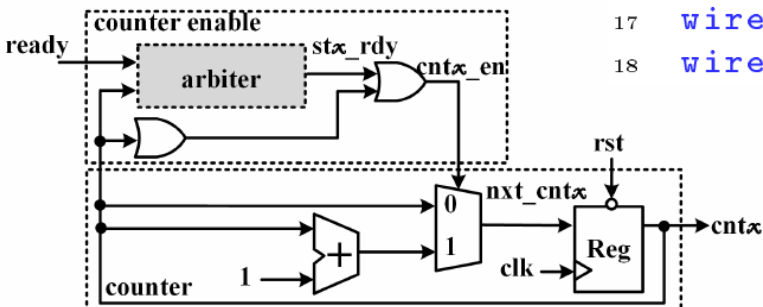 counter enable
17 wire
ready
st𝓍_rdy
18 wire
arbiter
cnt𝓍_en
rst
0
nxt_cnt𝓍
cnt𝓍
+
1
Reg
1
clk
counter